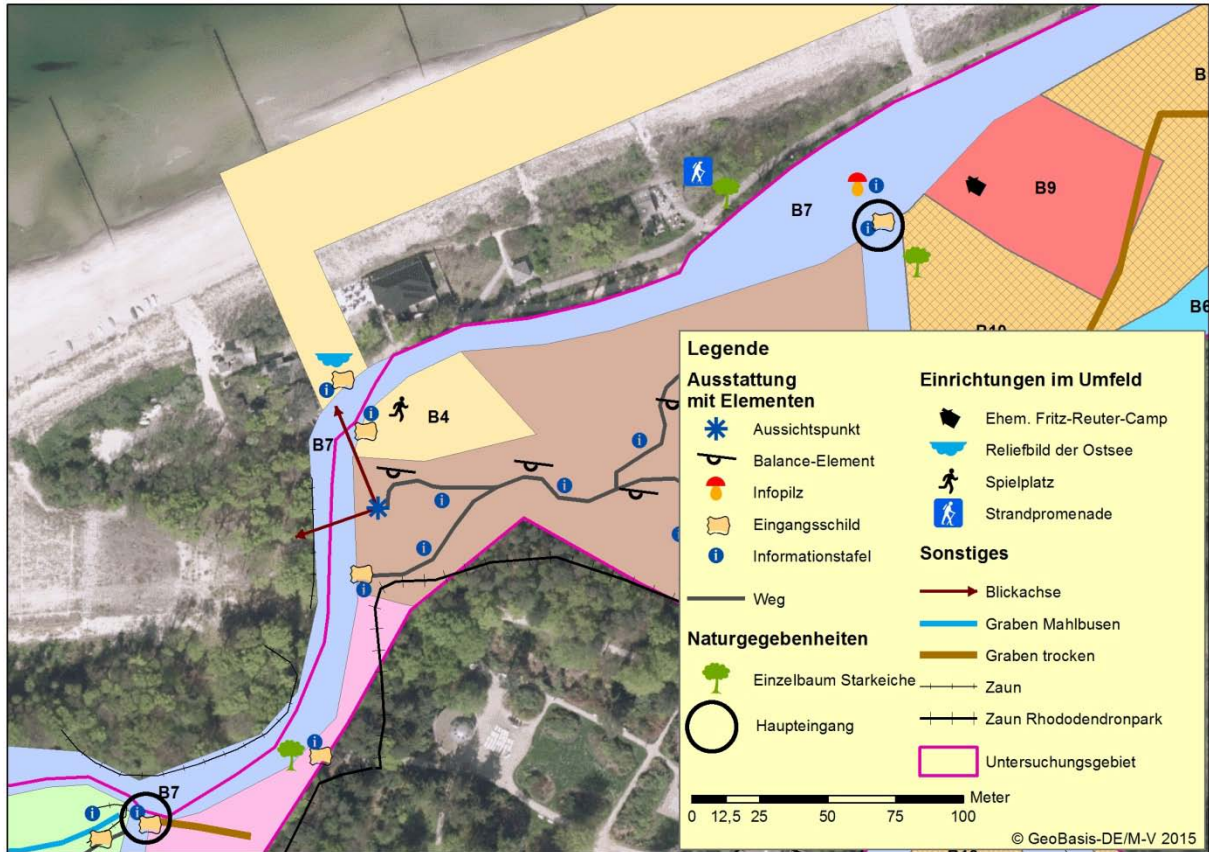 B
B9
B7
B10
B6
B4
B7
B7
Legende
Ausstattung
mit Elementen
Aussichtspunkt
Balance-Element
Infopilz
Eingangsschild
Informationstafel
Weg
Naturgegebenheiten
Einzelbaum Starkeiche
Haupteingang
Einrichtungen im Umfeld
Ehem. Fritz-Reuter-Camp
Reliefbild der Ostsee
Spielplatz
Strandpromenade
Sonstiges
Blickachse
Graben Mahlbusen
Graben trocken
Zaun
Zaun Rhododendronpark
Untersuchungsgebiet
Meter
0 12,5 25 50 75 100
© GeoBasis-DE/M-V 2015